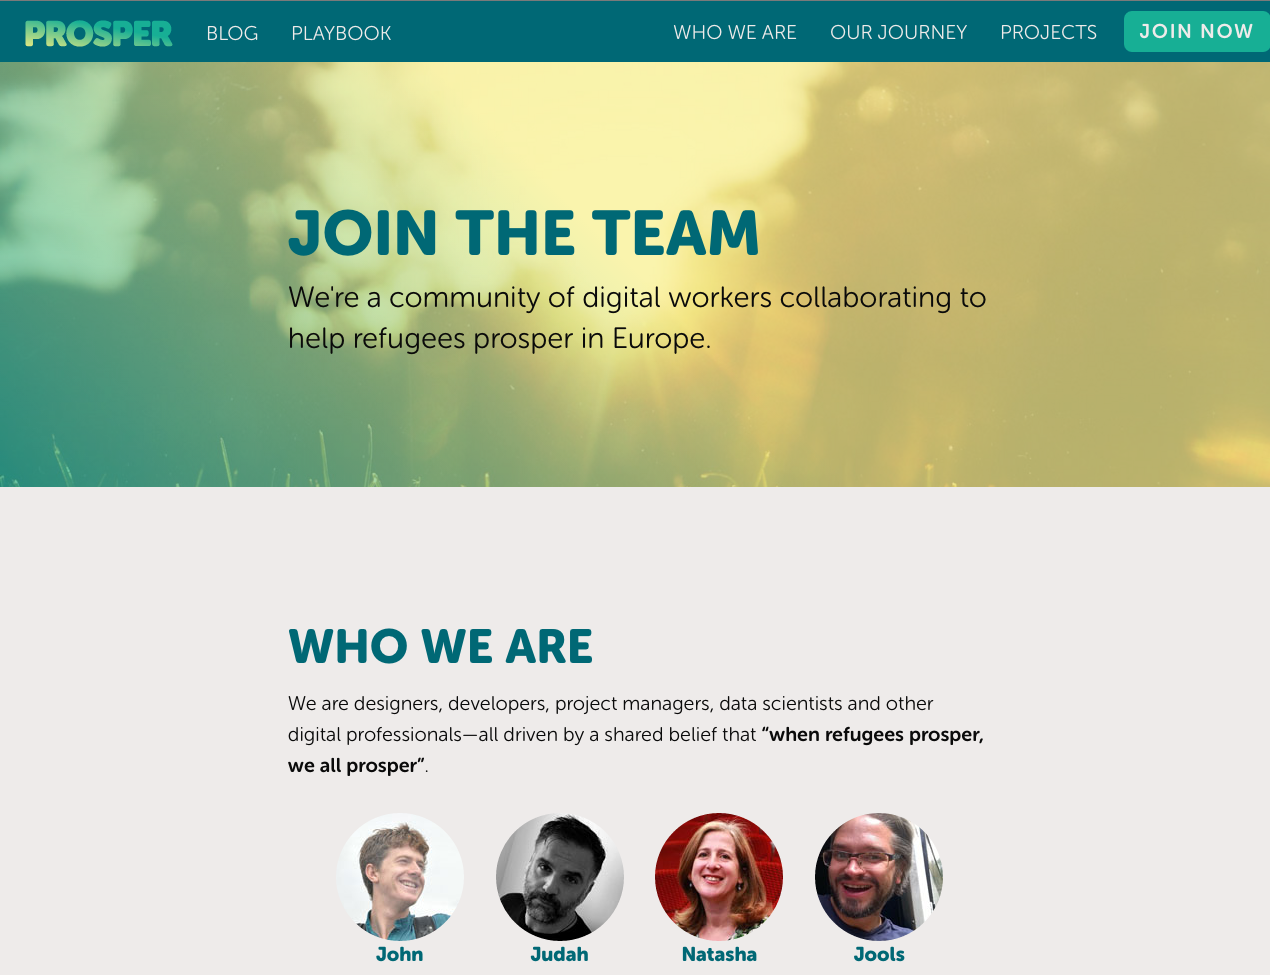 PROSPER BLOG PLAYBOOK WHO WE ARE OUR JOURNEY PROJECTS JOIN NOW
JOIN THE TEAM
We're a community of digital workers collaborating to
help refugees prosper in Europe.
WHO WE ARE
We are designers, developers, project managers, data scientists and other
digital professionals—all driven by a shared belief that “when refugees prosper,
we all prosper”.
John Judah Natasha Jools